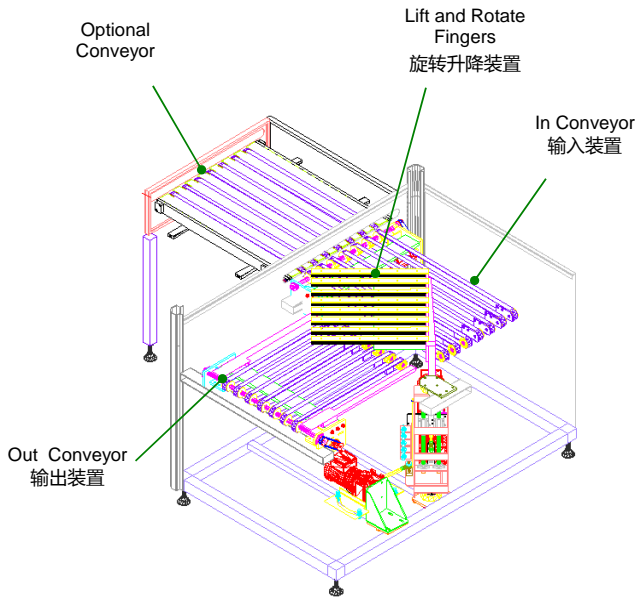 Optional
Conveyor
Lift and Rotate
Fingers
旋转升降装置
In Conveyor
输入装置
Out Conveyor
输出装置